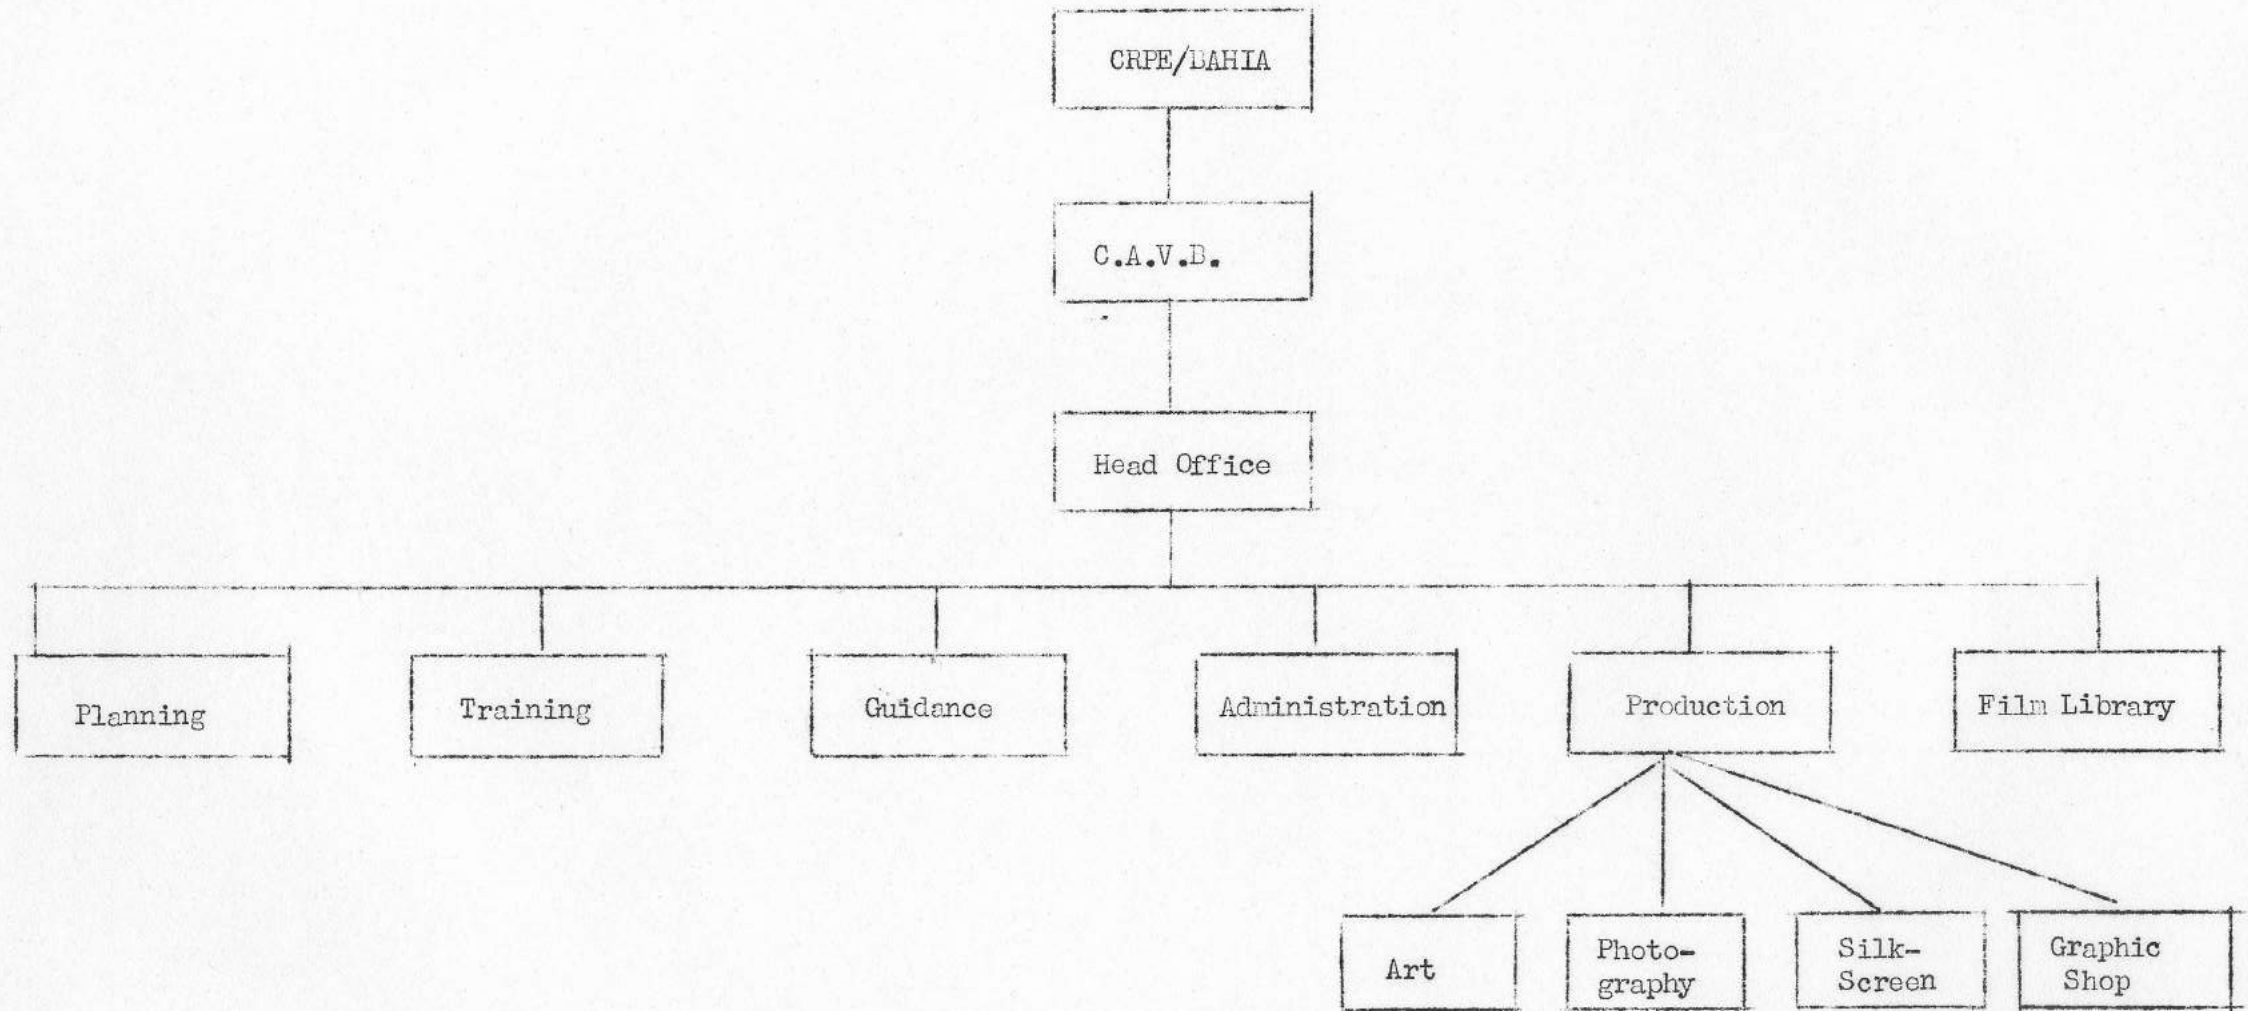 CRPE/BAHIA
C.A.V.B.
Head Office
Planning
Training
Guidance
Administration
Production
Film Library
Art
Photo-
graphy
Silk-
Screen
Graphic
Shop